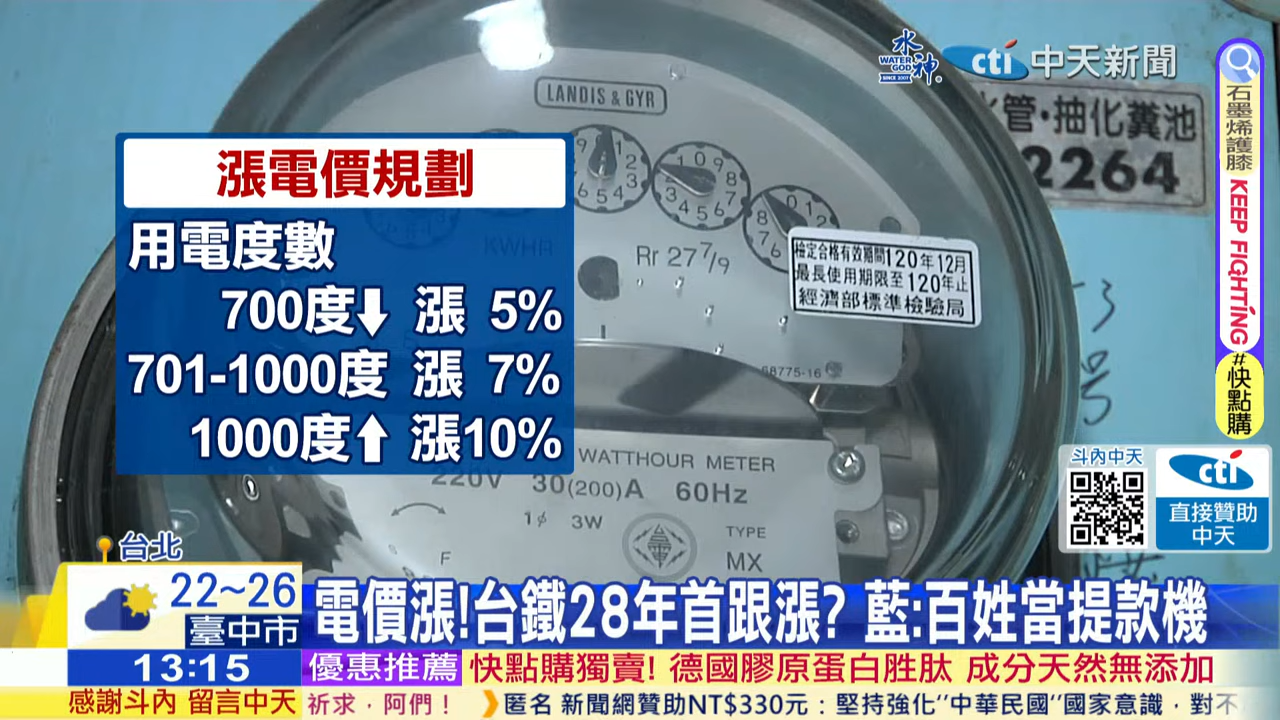 水神
WATER GOD
SINCE 2007
cti 中天新聞
LANDIS & GYR
水管·抽化糞池
2264
漲電價規劃
用電度數
700度⬇ 漲 5%
701-1000度 漲 7%
1000度⬆ 漲10%
KWHR
Rr 27 7/9
檢定合格有效期間120年12月
最長使用期限至120年止
經濟部標準檢驗局
68775-16
WATTHOUR METER
220V 30(200)A 60Hz
1ϕ 3W
TYPE
MX
F
石墨烯護膝
KEEP FIGHTING
#快點購
斗內中天
cti
直接贊助
中天
台北
22~26
臺中市
13:15
電價漲!台鐵28年首跟漲? 藍:百姓當提款機
優惠推薦 快點購獨賣! 德國膠原蛋白胜肽 成分天然無添加
感謝斗內 留言中天 祈求，阿們！ 匿名 新聞網贊助NT$330元：堅持強化"中華民國"國家意識，對不